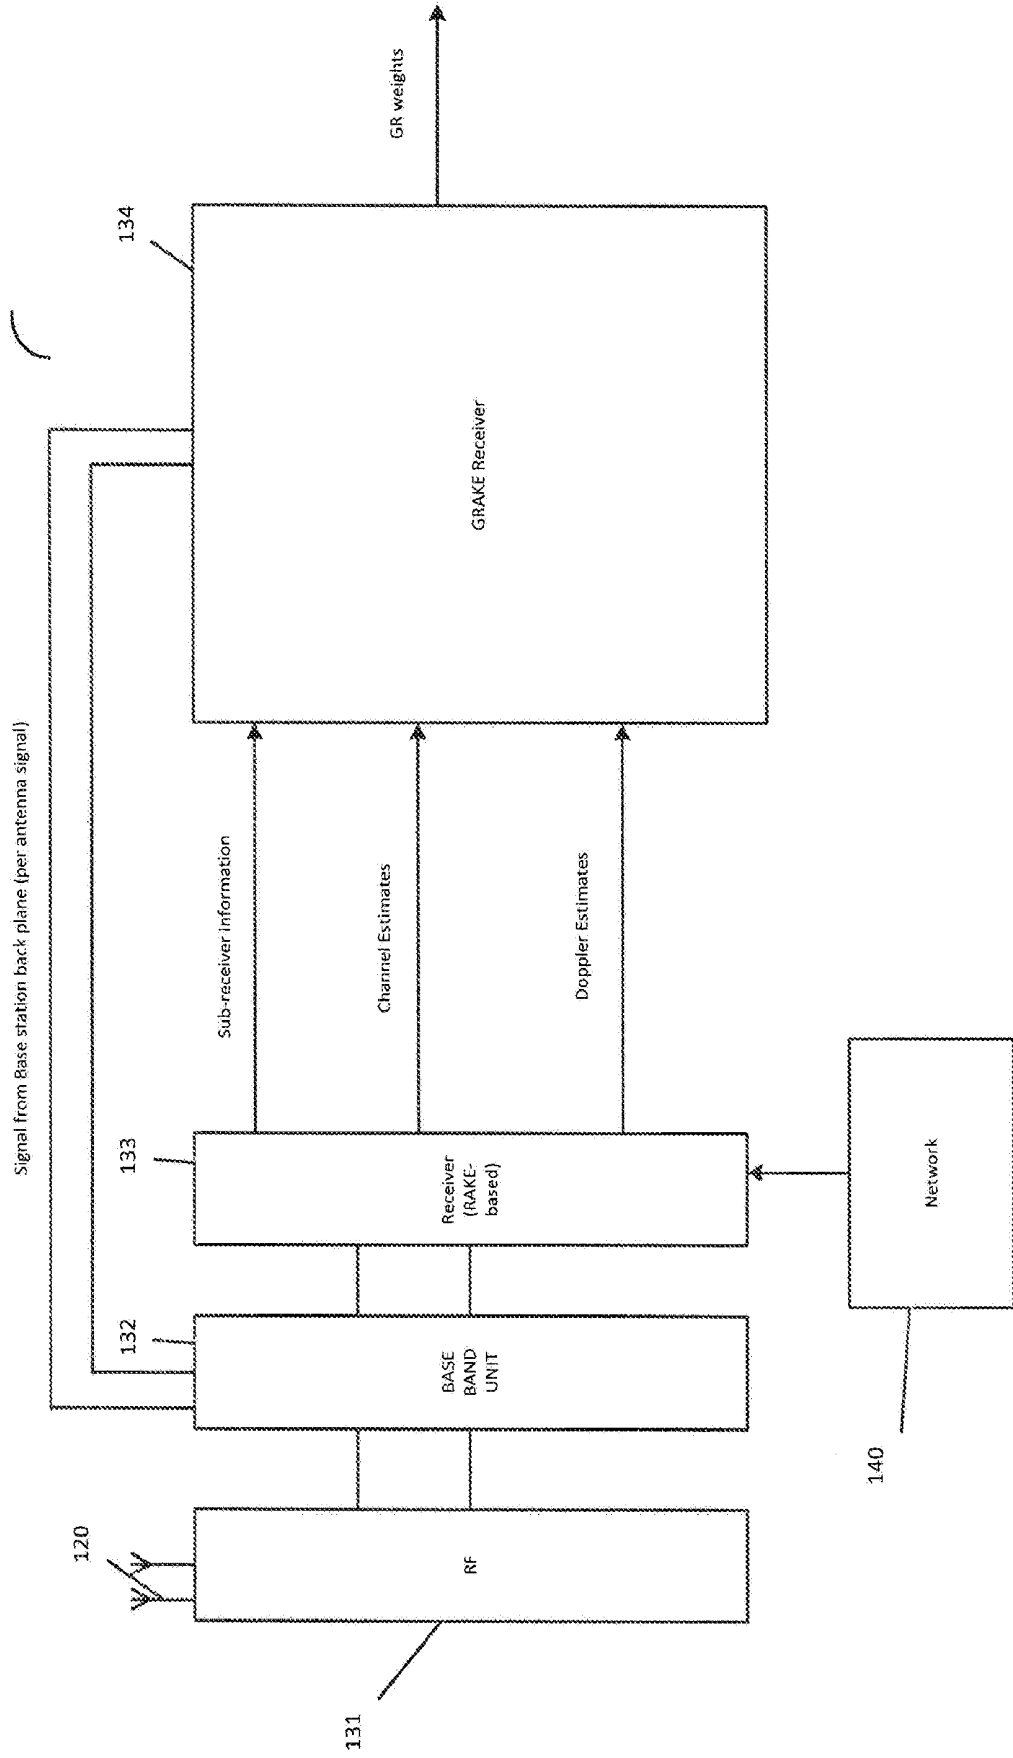 Signal from Base station back plane (per antenna signal)
120
132
133
134
RF
BASE
BAND
UNIT
Receiver
(RAKE-
based)
Sub-receiver information
Channel Estimates
Doppler Estimates
GRAKE Receiver
GR weights
131
140
Network